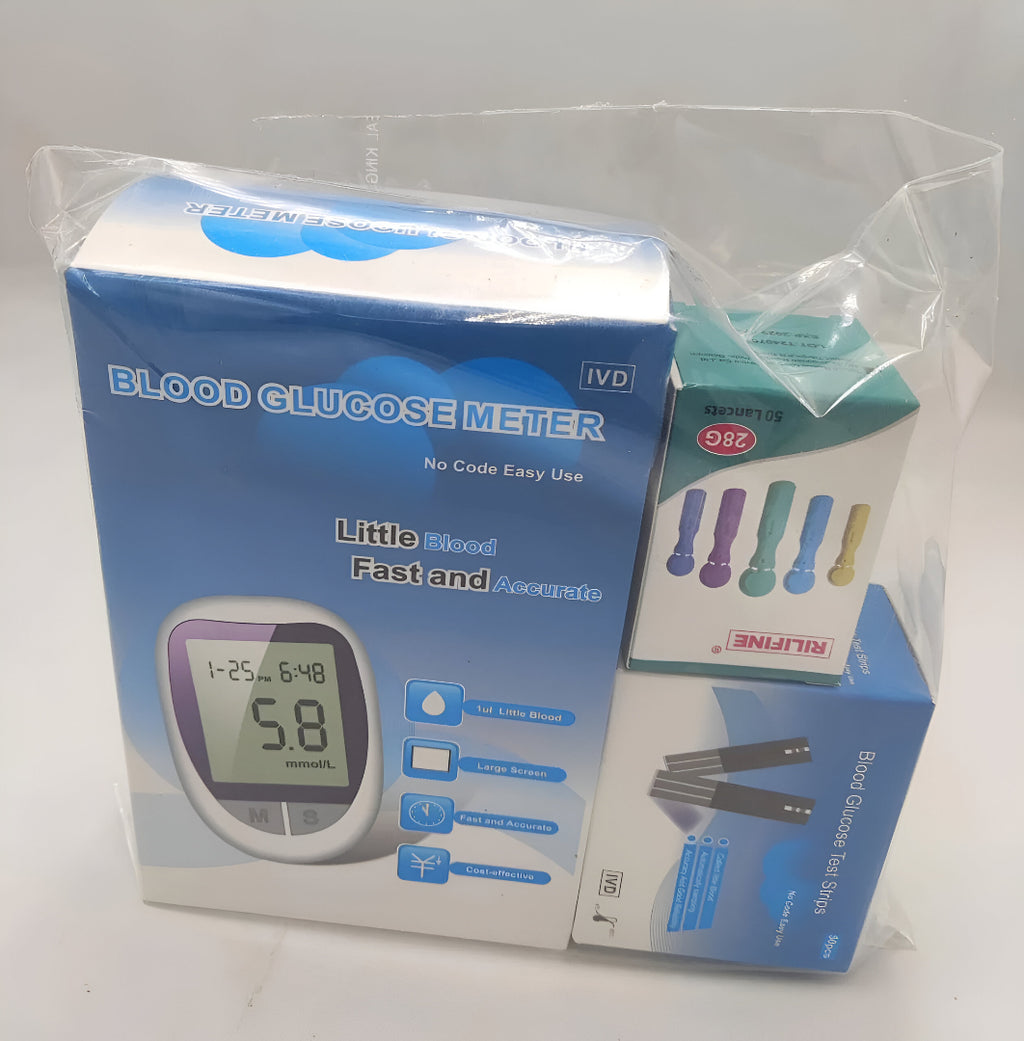 BLOOD GLUCOSE METER
IVD
BLOOD GLUCOSE METER
No Code Easy Use
Little Blood
Fast and Accurate
1-25 PM 6:48
5.8
mmol/L
M S
1ul Little Blood
Large Screen
Fast and Accurate
Cost-effective
50 Lancets
28G
RILIFINE®
Test Strips
Blood Glucose Test Strips
No Code Easy Use
IVD